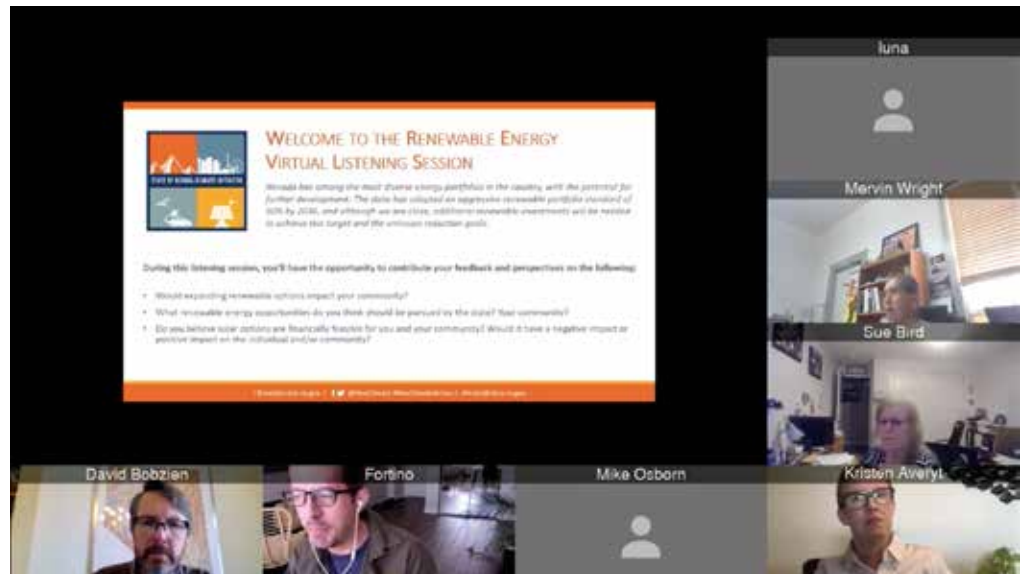 luna
WELCOME TO THE RENEWABLE ENERGY
VIRTUAL LISTENING SESSION
STATE OF NEVADA CLIMATE INITIATIVE
Nevada has among the most diverse energy portfolios in the country, with the potential for
further development. The state has adopted an aggressive renewable portfolio standard of
50% by 2030, and although we are close, additional renewable investments will be needed
to achieve this target and the emission reduction goals.
During this listening session, you'll have the opportunity to contribute your feedback and perspectives on the following:
• Would expanding renewable options impact your community?
• What renewable energy opportunities do you think should be pursued by the state? Your community?
• Do you believe solar options are financially feasible for you and your community? Would it have a negative impact or
positive impact on the individual and/or community?
Mervin Wright
Sue Bird
David Bobzien
Fortino
Mike Osborn
Kristen Averyt